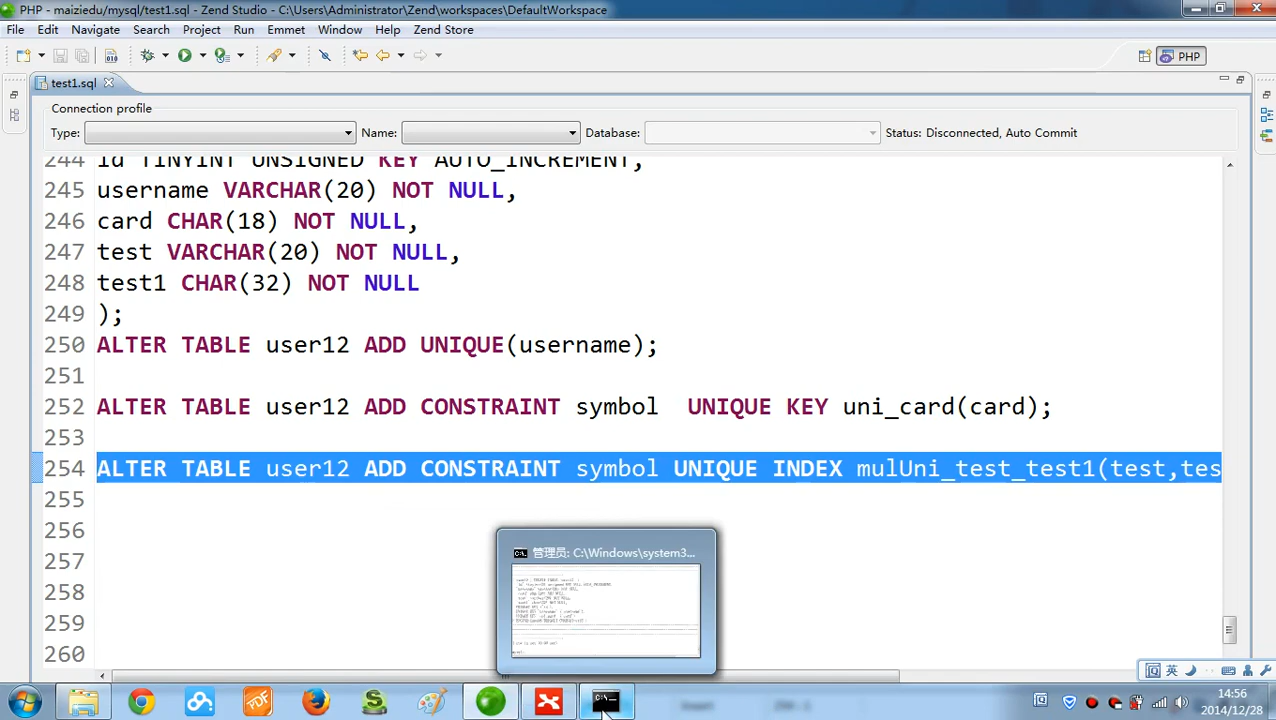 PHP - maiziedu/mysql/test1.sql - Zend Studio - C:\Users\Administrator\Zend\workspaces\DefaultWorkspace
File Edit Navigate Search Project Run Emmet Window Help Zend Store
PHP
test1.sql
Connection profile
Type: Name: Database: Status: Disconnected, Auto Commit
244 id TINYINT UNSIGNED KEY AUTO_INCREMENT,
245 username VARCHAR(20) NOT NULL,
246 card CHAR(18) NOT NULL,
247 test VARCHAR(20) NOT NULL,
248 test1 CHAR(32) NOT NULL
249 );
250 ALTER TABLE user12 ADD UNIQUE(username);
251
252 ALTER TABLE user12 ADD CONSTRAINT symbol  UNIQUE KEY uni_card(card);
253
254 ALTER TABLE user12 ADD CONSTRAINT symbol UNIQUE INDEX mulUni_test_test1(test,tes
255
256
257
258
259
260
管理员: C:\Windows\system3...
英
14:56
2014/12/28